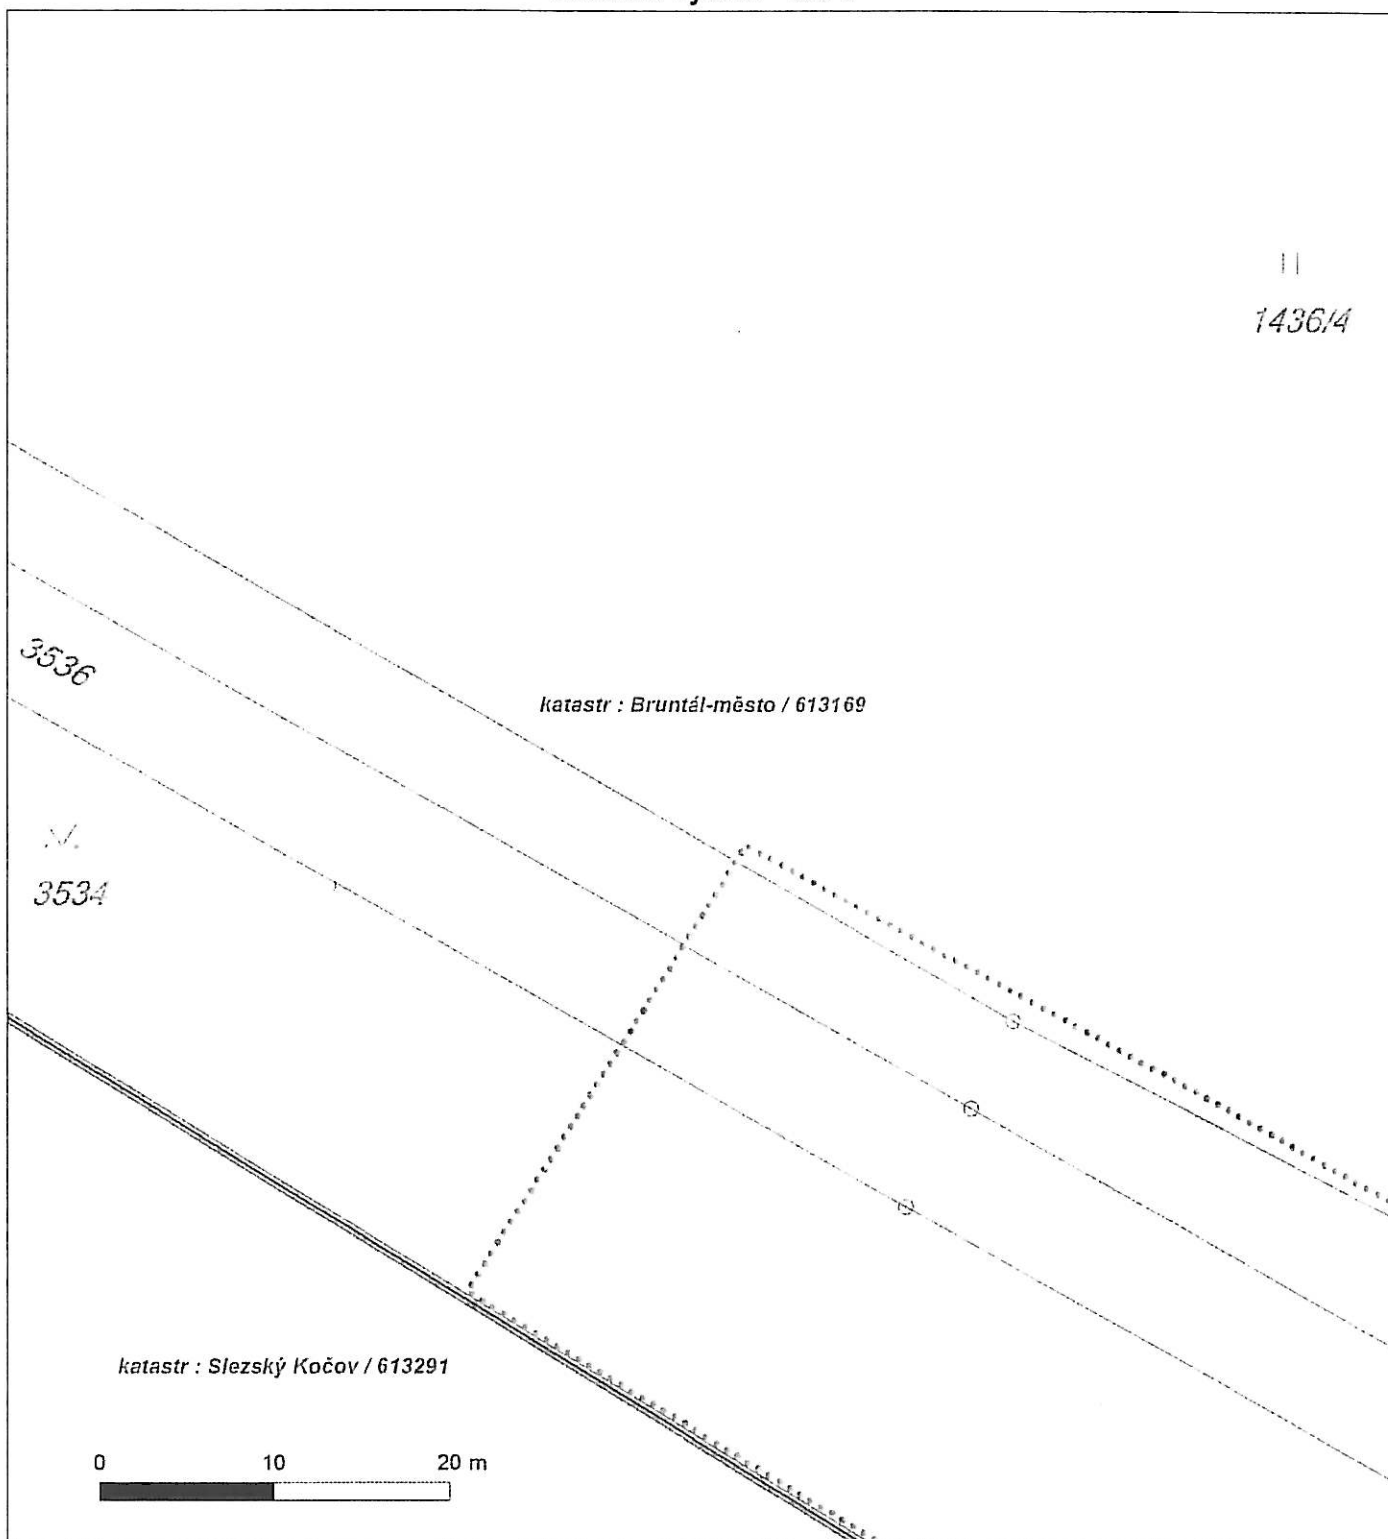 1436/4
3536
katastr : Bruntál-město / 613169
3534
katastr : Slezský Kočov / 613291
0 10 20 m